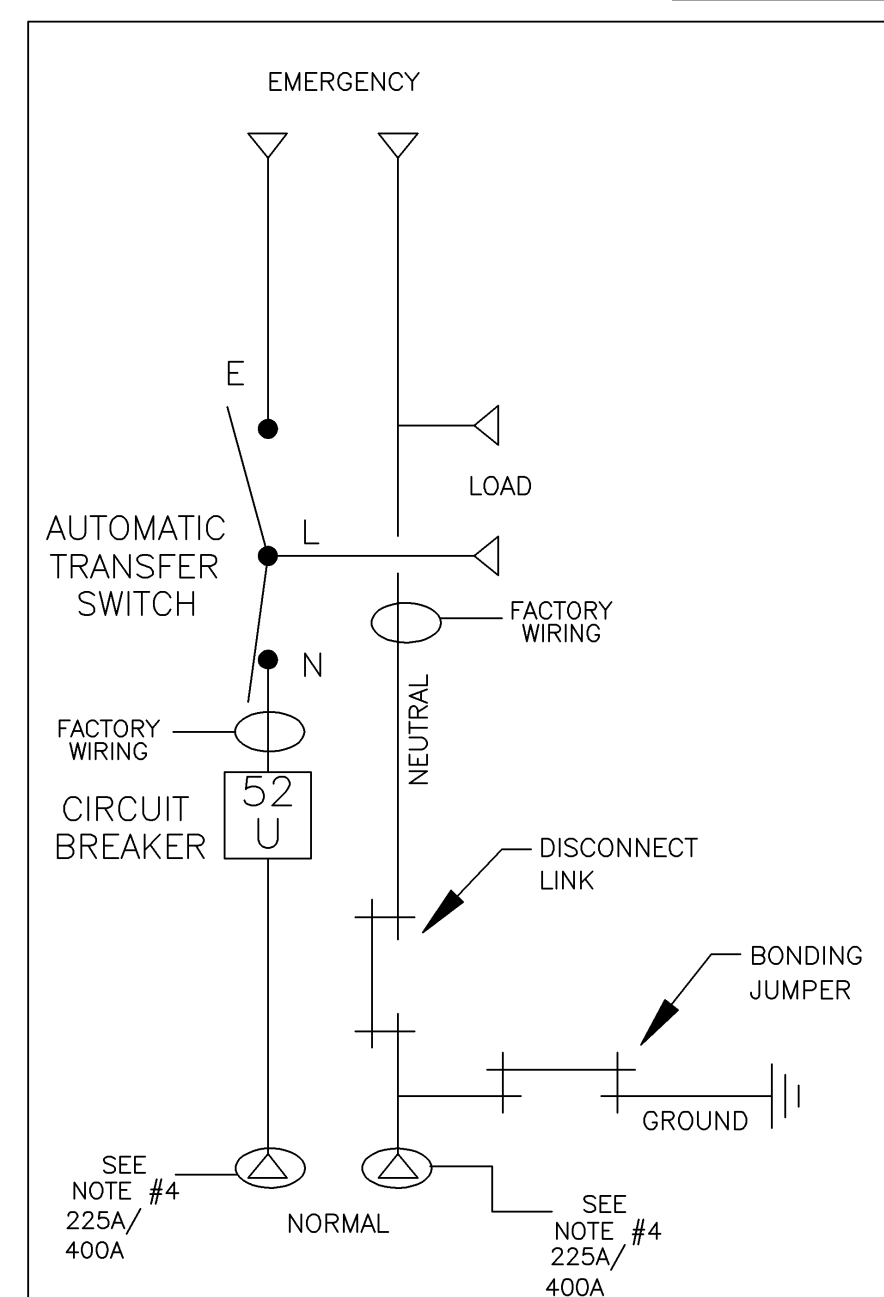 EMERGENCY
E
LOAD
AUTOMATIC
TRANSFER
SWITCH
L
FACTORY
WIRING
N
NEUTRAL
FACTORY
WIRING
52
U
CIRCUIT
BREAKER
DISCONNECT
LINK
BONDING
JUMPER
GROUND
SEE
NOTE #4
225A/
400A
NORMAL
SEE
NOTE #4
225A/
400A